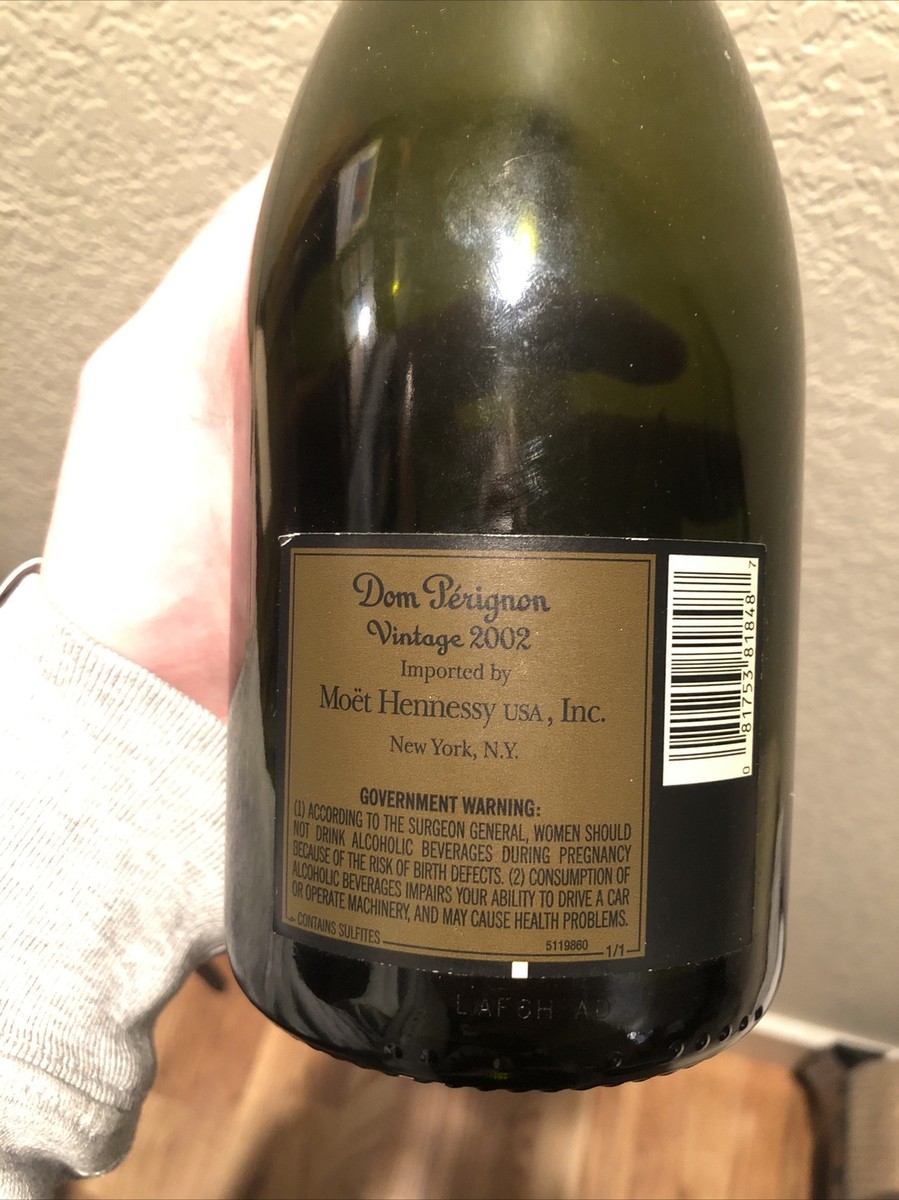 Dom Pérignon
Vintage 2002
Imported by
Moët Hennessy USA, Inc.
New York, N.Y.
GOVERNMENT WARNING:
(1) ACCORDING TO THE SURGEON GENERAL, WOMEN SHOULD
NOT DRINK ALCOHOLIC BEVERAGES DURING PREGNANCY
BECAUSE OF THE RISK OF BIRTH DEFECTS. (2) CONSUMPTION OF
ALCOHOLIC BEVERAGES IMPAIRS YOUR ABILITY TO DRIVE A CAR
OR OPERATE MACHINERY, AND MAY CAUSE HEALTH PROBLEMS.
CONTAINS SULFITES
5119860
1/1
0 81753 81848 7